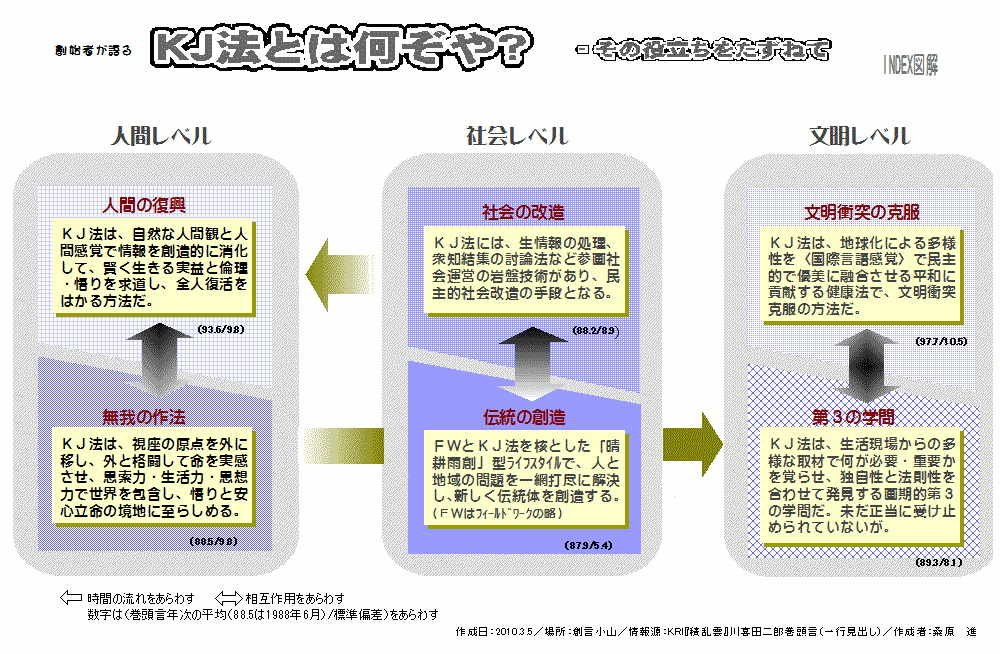 創始者が語る KJ法とは何ぞや? －その役立ちをたずねて
INDEX図解
人間レベル
人間の復興
ＫＪ法は、自然な人間観と人
間感覚で情報を創造的に消化
して、賢く生きる実益と倫理
・悟りを求道し、全人復活を
はかる方法だ。
(93.6/9.8)
無我の作法
ＫＪ法は、視座の原点を外に
移し、外と格闘して命を実感
させ、思索力・生活力・思想
力で世界を包含し、悟りと安
心立命の境地に至らしめる。
(88.5/9.8)
社会レベル
社会の改造
ＫＪ法には、生情報の処理、
衆知結集の討論法など参画社
会運営の岩盤技術があり、民
主的社会改造の手段となる。
(88.2/8.9)
伝統の創造
ＦＷとＫＪ法を核とした「晴
耕雨創」型ﾗｲﾌｽﾀｲﾙで、人と
地域の問題を一網打尽に解決
し、新しく伝統体を創造する。
(ＦＷはﾌｨｰﾙﾄﾞﾜｰｸの略)
(87.9/5.4)
文明レベル
文明衝突の克服
ＫＪ法は、地球化による多様
性を〈国際言語感覚〉で民主
的で優美に融合させる平和に
貢献する健康法で、文明衝突
克服の方法だ。
(97.7/10.5)
第３の学問
ＫＪ法は、生活現場からの多
様な取材で何が必要・重要か
を覚らせ、独自性と法則性を
合わせて発見する画期的第３
の学問だ。未だ正当に受け止
められていないが。
(89.3/8.1)
時間の流れをあらわす 相互作用をあらわす
数字は(巻頭言年次の平均(88.5は1988年6月)/標準偏差)をあらわす
作成日:2010.3.5／場所:創言小山／情報源:KRI『積乱雲』川喜田二郎巻頭言(一行見出し)／作成者:桑原 進